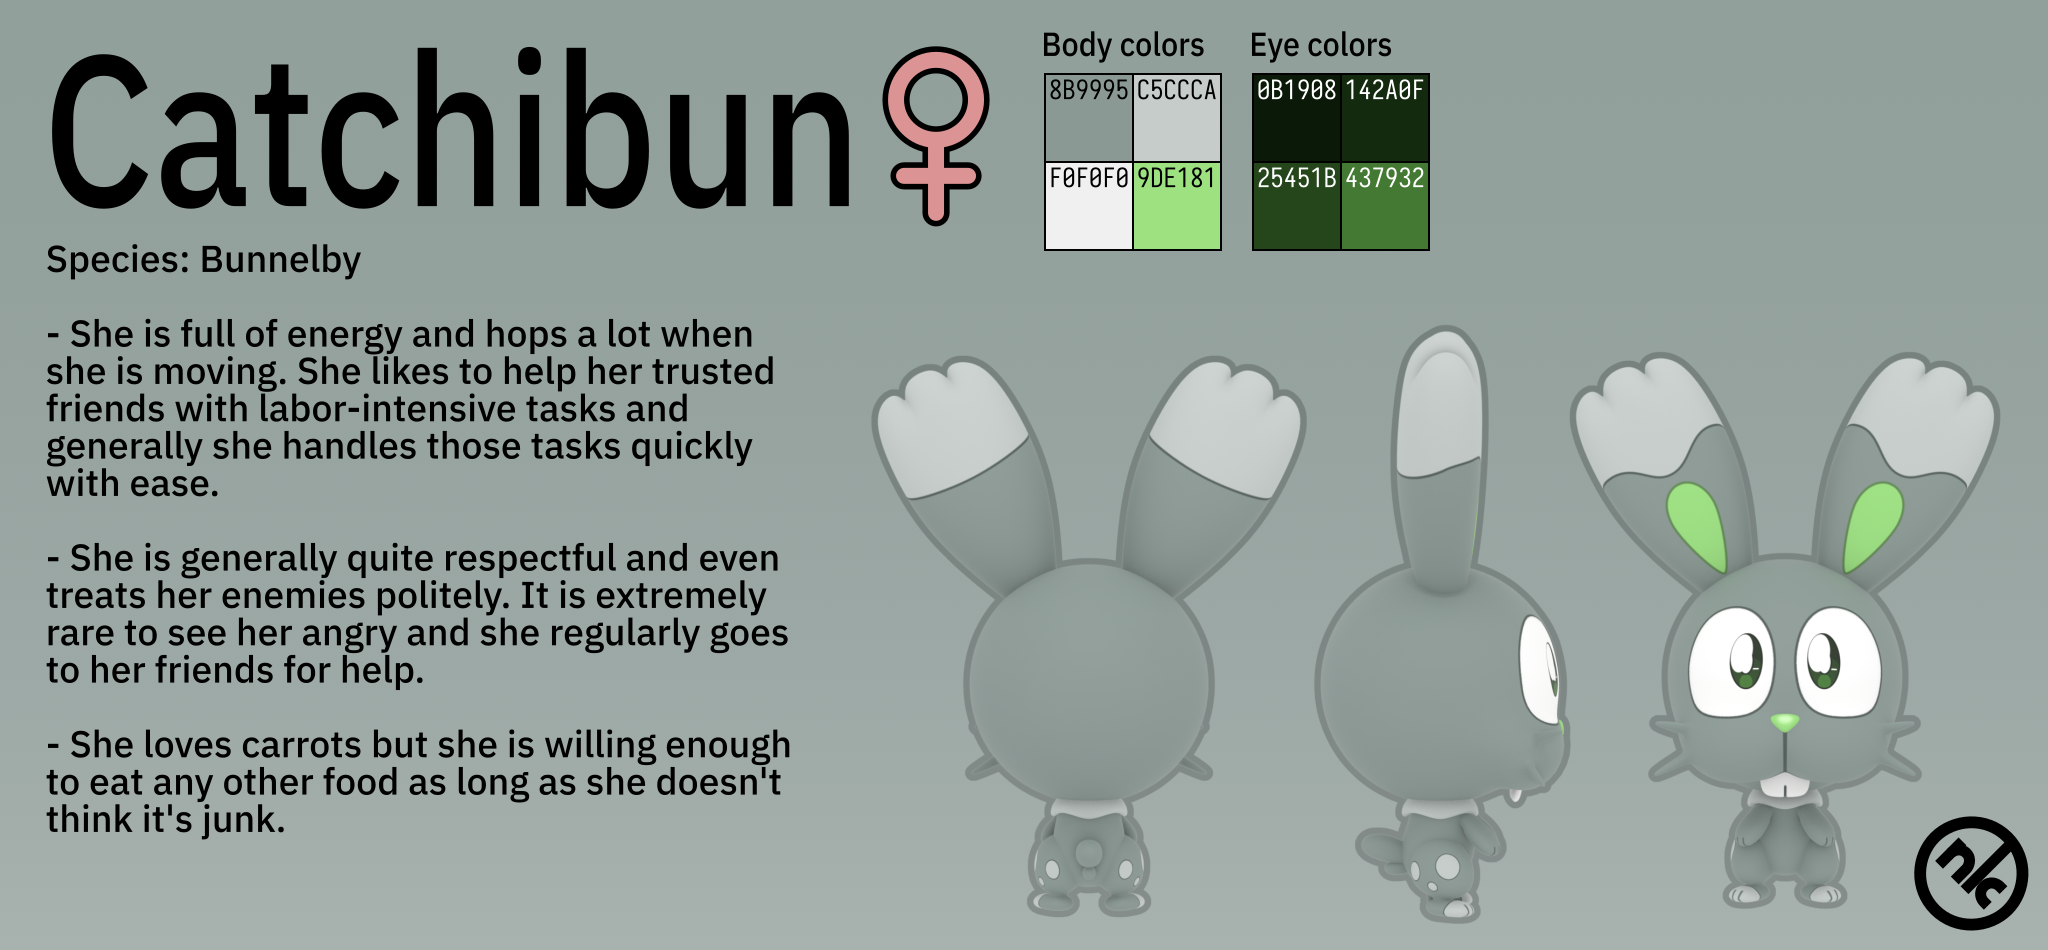 Catchibun
Body colors
8B9995 C5CCCA
F0F0F0 9DE181
Eye colors
0B1908 142A0F
25451B 437932
Species: Bunnelby
- She is full of energy and hops a lot when
she is moving. She likes to help her trusted
friends with labor-intensive tasks and
generally she handles those tasks quickly
with ease.
- She is generally quite respectful and even
treats her enemies politely. It is extremely
rare to see her angry and she regularly goes
to her friends for help.
- She loves carrots but she is willing enough
to eat any other food as long as she doesn't
think it's junk.
n/c